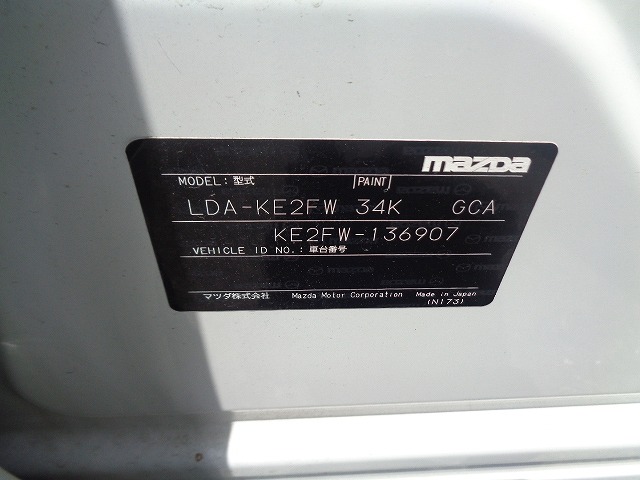 mazda
MODEL: 型式 PAINT
LDA-KE2FW 34K GCA
KE2FW-136907
VEHICLE ID NO.: 車台番号
マツダ株式会社 Mazda Motor Corporation Made in Japan
(N173)